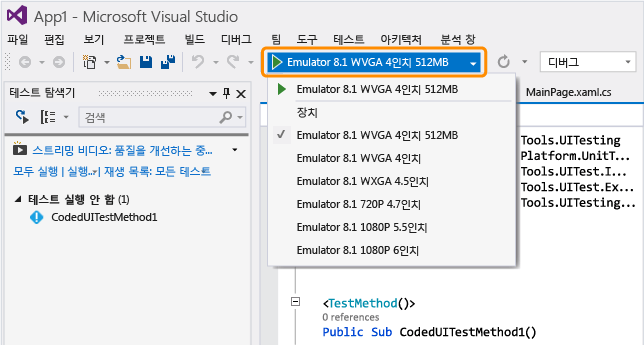 App1 - Microsoft Visual Studio
파일 편집 보기 프로젝트 빌드 디버그 팀 도구 테스트 아키텍처 분석 창
Emulator 8.1 WVGA 4인치 512MB
디버그
테스트 탐색기
검색
스트리밍 비디오: 품질을 개선하는 중...
모두 실행 | 실행... | 재생 목록: 모든 테스트
테스트 실행 안 함 (1)
CodedUITestMethod1
Emulator 8.1 WVGA 4인치 512MB
장치
Emulator 8.1 WVGA 4인치 512MB
Emulator 8.1 WVGA 4인치
Emulator 8.1 WXGA 4.5인치
Emulator 8.1 720P 4.7인치
Emulator 8.1 1080P 5.5인치
Emulator 8.1 1080P 6인치
MainPage.xaml.cs
Tools.UITesting
Platform.UnitT...
Tools.UITest.I...
Tools.UITest.Ex...
Tools.UITesting...
<TestMethod()>
0 references
Public Sub CodedUITestMethod1()